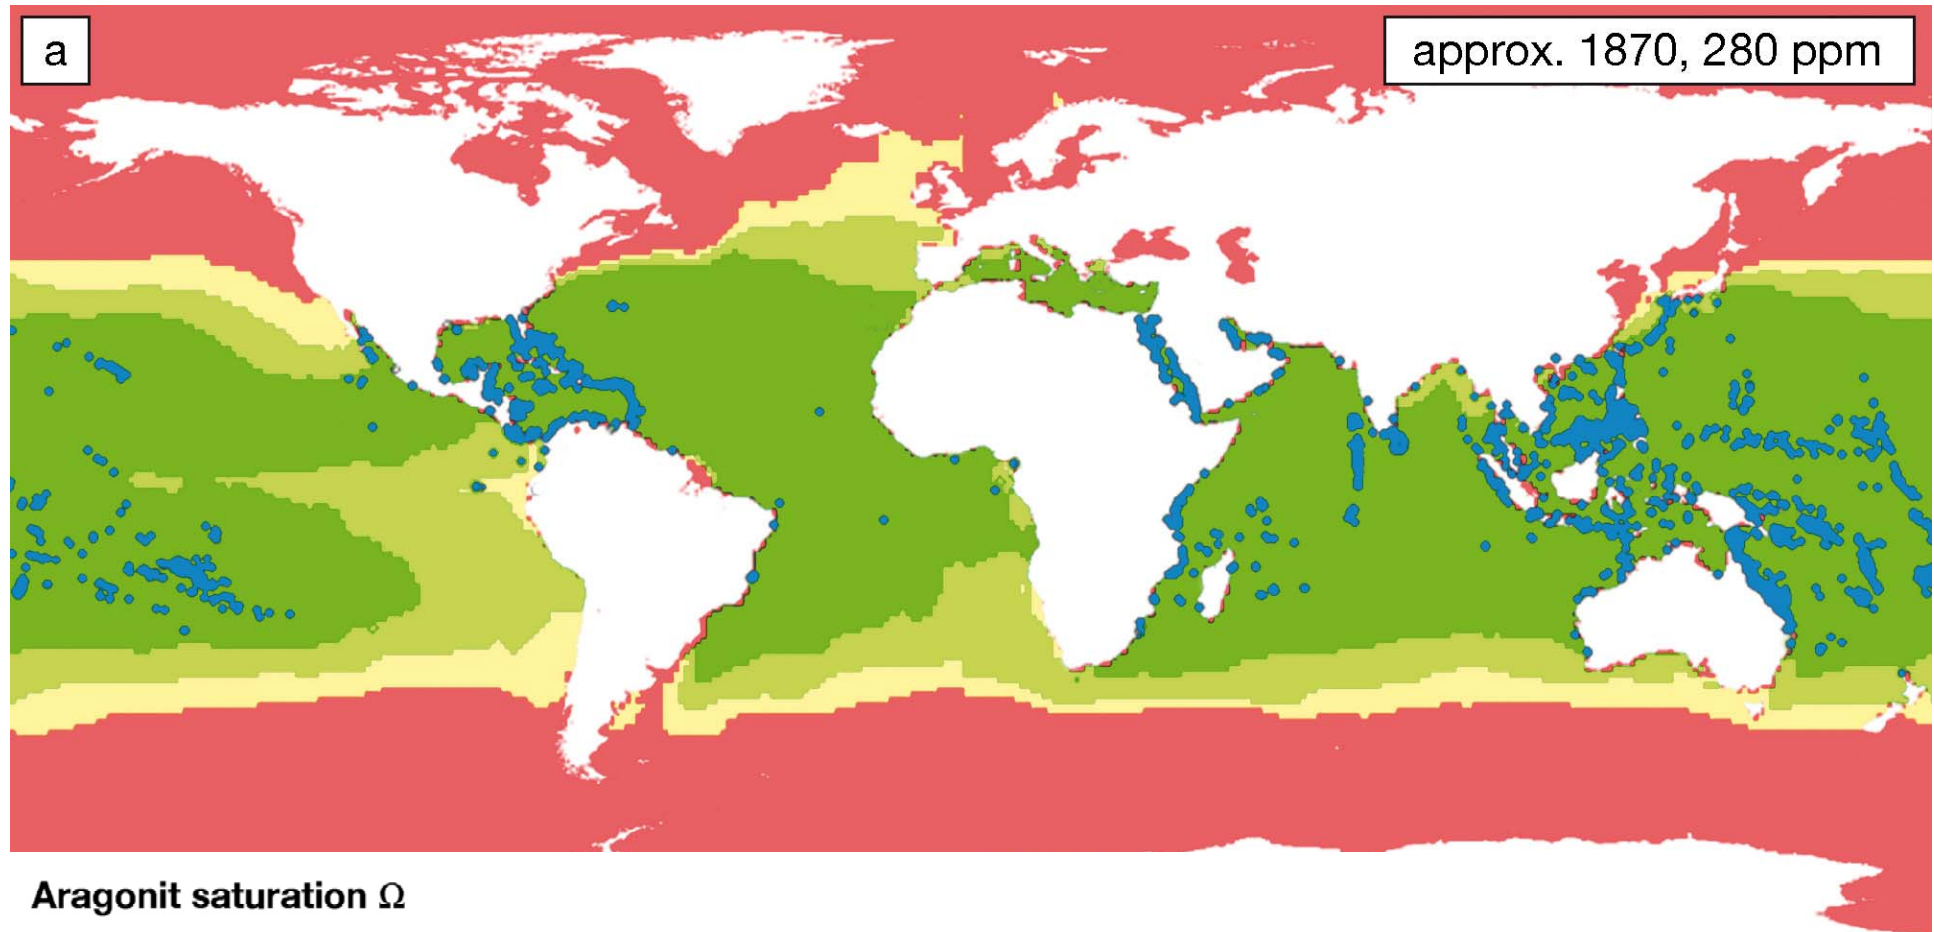 a
approx. 1870, 280 ppm
Aragonit saturation Ω